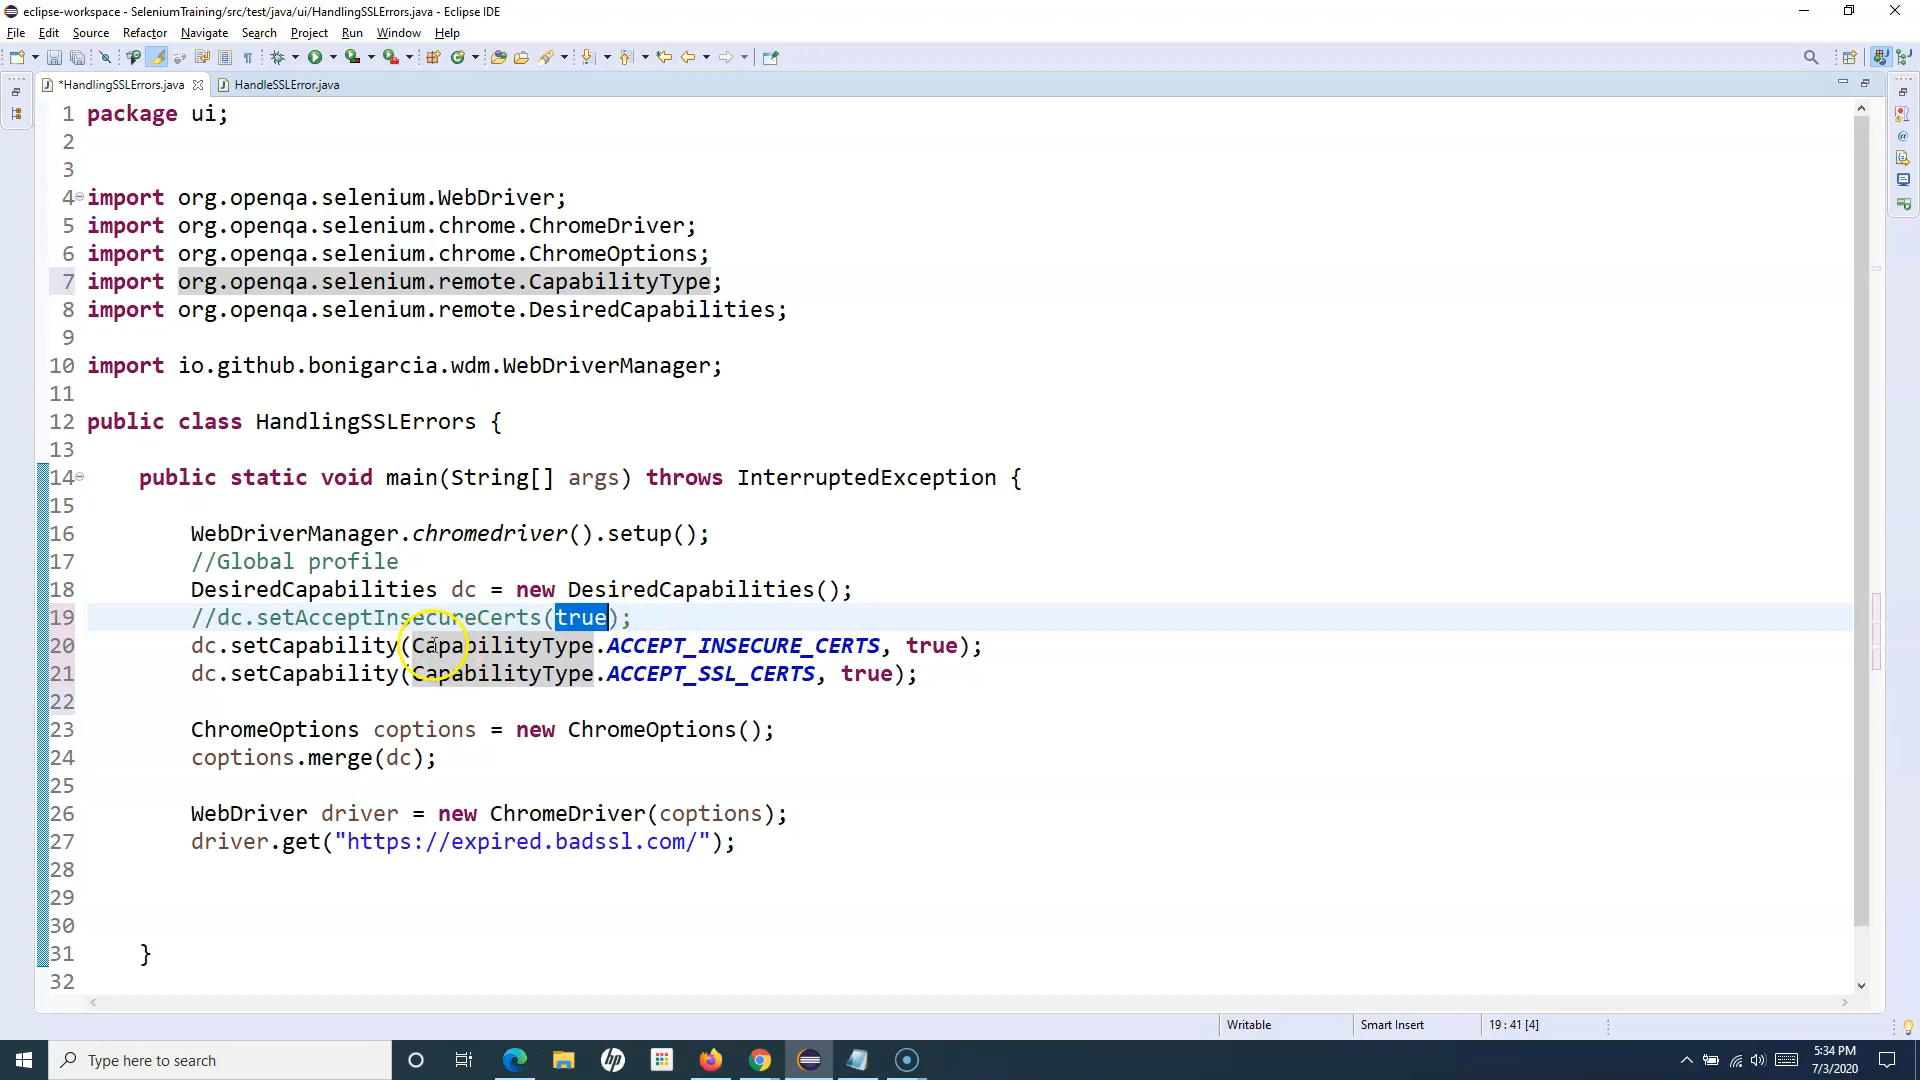 eclipse-workspace - SeleniumTraining/src/test/java/ui/HandlingSSLErrors.java - Eclipse IDE
File Edit Source Refactor Navigate Search Project Run Window Help
*HandlingSSLErrors.java HandleSSLError.java
1 package ui;
2
3
4 import org.openqa.selenium.WebDriver;
5 import org.openqa.selenium.chrome.ChromeDriver;
6 import org.openqa.selenium.chrome.ChromeOptions;
7 import org.openqa.selenium.remote.CapabilityType;
8 import org.openqa.selenium.remote.DesiredCapabilities;
9
10 import io.github.bonigarcia.wdm.WebDriverManager;
11
12 public class HandlingSSLErrors {
13
14 public static void main(String[] args) throws InterruptedException {
15
16 WebDriverManager.chromedriver().setup();
17 //Global profile
18 DesiredCapabilities dc = new DesiredCapabilities();
19 //dc.setAcceptInsecureCerts(true);
20 dc.setCapability(CapabilityType.ACCEPT_INSECURE_CERTS, true);
21 dc.setCapability(CapabilityType.ACCEPT_SSL_CERTS, true);
22
23 ChromeOptions coptions = new ChromeOptions();
24 coptions.merge(dc);
25
26 WebDriver driver = new ChromeDriver(coptions);
27 driver.get("https://expired.badssl.com/");
28
29
30
31 }
32
Writable Smart Insert 19 : 41 [4]
Type here to search
5:34 PM
7/3/2020